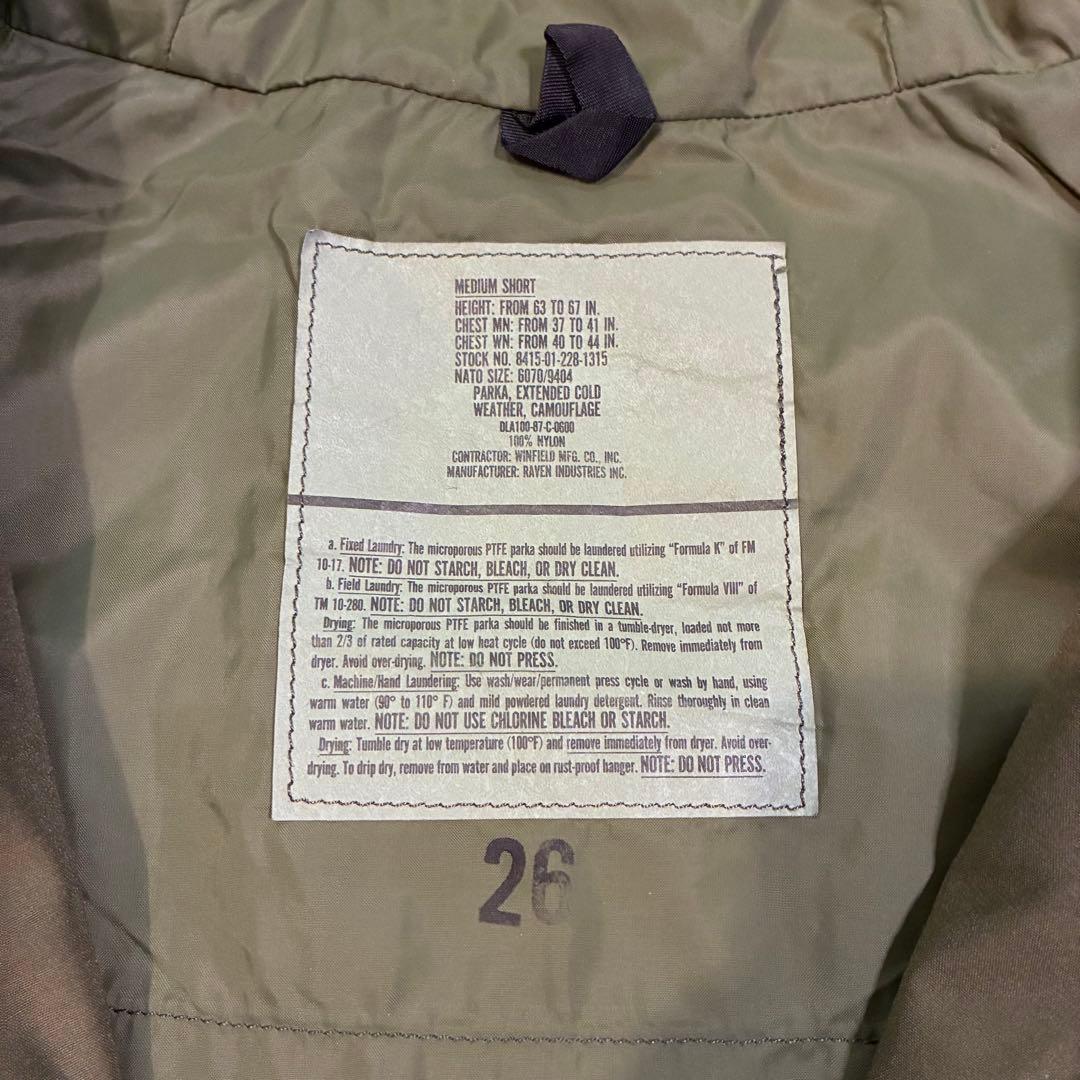 MEDIUM SHORT
HEIGHT: FROM 63 TO 67 IN.
CHEST MN: FROM 37 TO 41 IN.
CHEST WN: FROM 40 TO 44 IN.
STOCK NO. 8415-01-228-1315
NATO SIZE: 6070/9404
PARKA, EXTENDED COLD
WEATHER, CAMOUFLAGE
DLA100-87-C-0600
100% NYLON
CONTRACTOR: WINFIELD MFG. CO., INC.
MANUFACTURER: RAVEN INDUSTRIES INC.
a. Fixed Laundry: The microporous PTFE parka should be laundered utilizing "Formula K" of FM
10-17. NOTE: DO NOT STARCH, BLEACH, OR DRY CLEAN.
b. Field Laundry: The microporous PTFE parka should be laundered utilizing "Formula VIII" of
TM 10-280. NOTE: DO NOT STARCH, BLEACH, OR DRY CLEAN.
Drying: The microporous PTFE parka should be finished in a tumble-dryer, loaded not more
than 2/3 of rated capacity at low heat cycle (do not exceed 100°F). Remove immediately from
dryer. Avoid over-drying. NOTE: DO NOT PRESS.
c. Machine/Hand Laundering: Use wash/wear/permanent press cycle or wash by hand, using
warm water (90° to 110° F) and mild powdered laundry detergent. Rinse thoroughly in clean
warm water. NOTE: DO NOT USE CHLORINE BLEACH OR STARCH.
Drying: Tumble dry at low temperature (100°F) and remove immediately from dryer. Avoid over-
drying. To drip dry, remove from water and place on rust-proof hanger. NOTE: DO NOT PRESS.
26